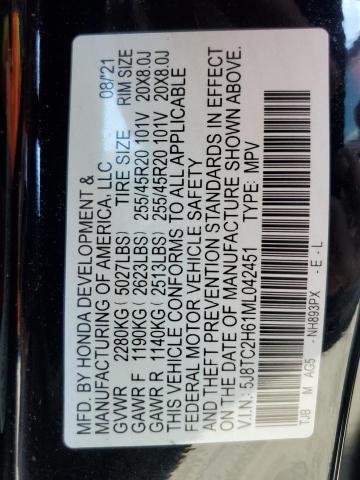 MFD. BY HONDA DEVELOPMENT &
MANUFACTURING OF AMERICA, LLC 08/'21
GVWR 2280KG ( 5027LBS) TIRE SIZE RIM SIZE
GAWR F 1190KG ( 2623LBS) 255/45R20 101V 20X8.0J
GAWR R 1140KG ( 2513LBS) 255/45R20 101V 20X8.0J
THIS VEHICLE CONFORMS TO ALL APPLICABLE
FEDERAL MOTOR VEHICLE SAFETY
AND THEFT PREVENTION STANDARDS IN EFFECT
ON THE DATE OF MANUFACTURE SHOWN ABOVE.
V.I.N.: 5J8TC2H61ML042451 TYPE: MPV
TJB M AG5 - NH893PX - E - L